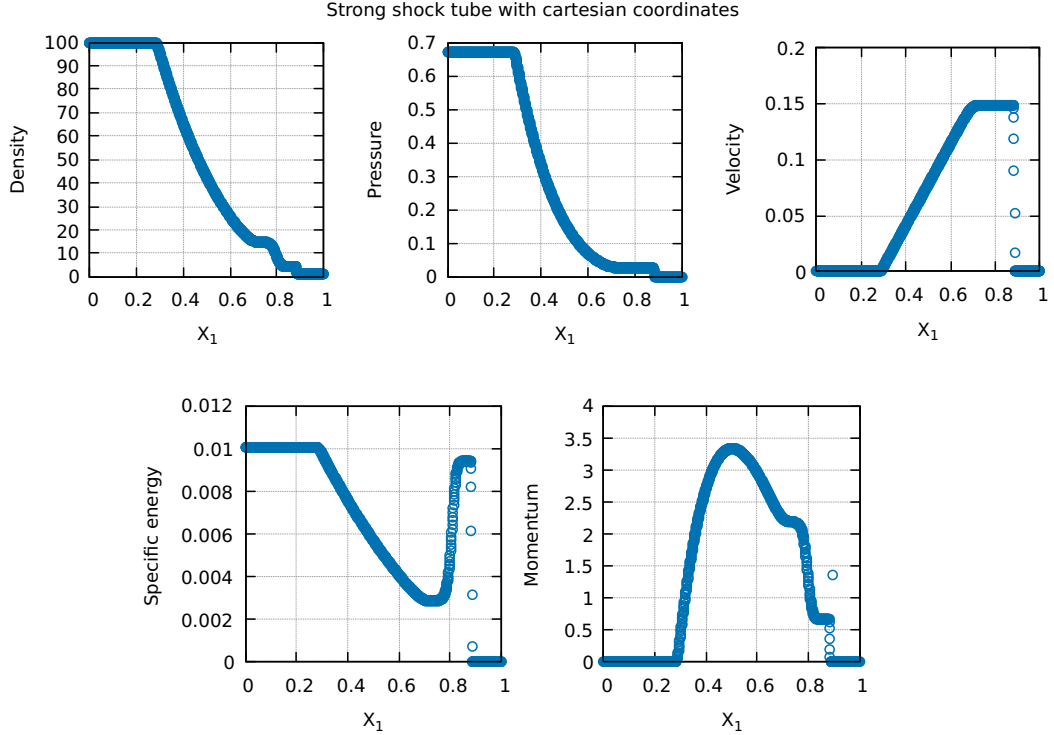 Strong shock tube with cartesian coordinates
Density
100
90
80
70
60
50
40
30
20
10
0
0 0.2 0.4 0.6 0.8 1
X1
Pressure
0.7
0.6
0.5
0.4
0.3
0.2
0.1
0
0 0.2 0.4 0.6 0.8 1
X1
Velocity
0.2
0.15
0.1
0.05
0
0 0.2 0.4 0.6 0.8 1
X1
Specific energy
0.012
0.01
0.008
0.006
0.004
0.002
0
0 0.2 0.4 0.6 0.8 1
X1
Momentum
4
3.5
3
2.5
2
1.5
1
0.5
0
0 0.2 0.4 0.6 0.8 1
X1